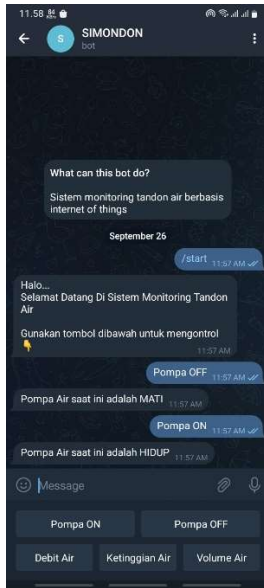 11.58
SIMONDON
S
bot
What can this bot do?
Sistem monitoring tandon air berbasis
internet of things
September 26
/start 11:57 AM
Halo...
Selamat Datang Di Sistem Monitoring Tandon
Air
Gunakan tombol dibawah untuk mengontrol
👇
11:57 AM
Pompa OFF 11:57 AM
Pompa Air saat ini adalah MATI 11:57 AM
Pompa ON 11:57 AM
Pompa Air saat ini adalah HIDUP 11:57 AM
Message
Pompa ON Pompa OFF
Debit Air Ketinggian Air Volume Air